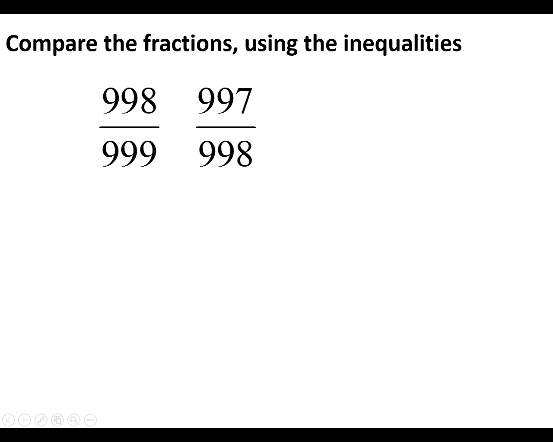 Compare the fractions, using the inequalities
998 997
999 998